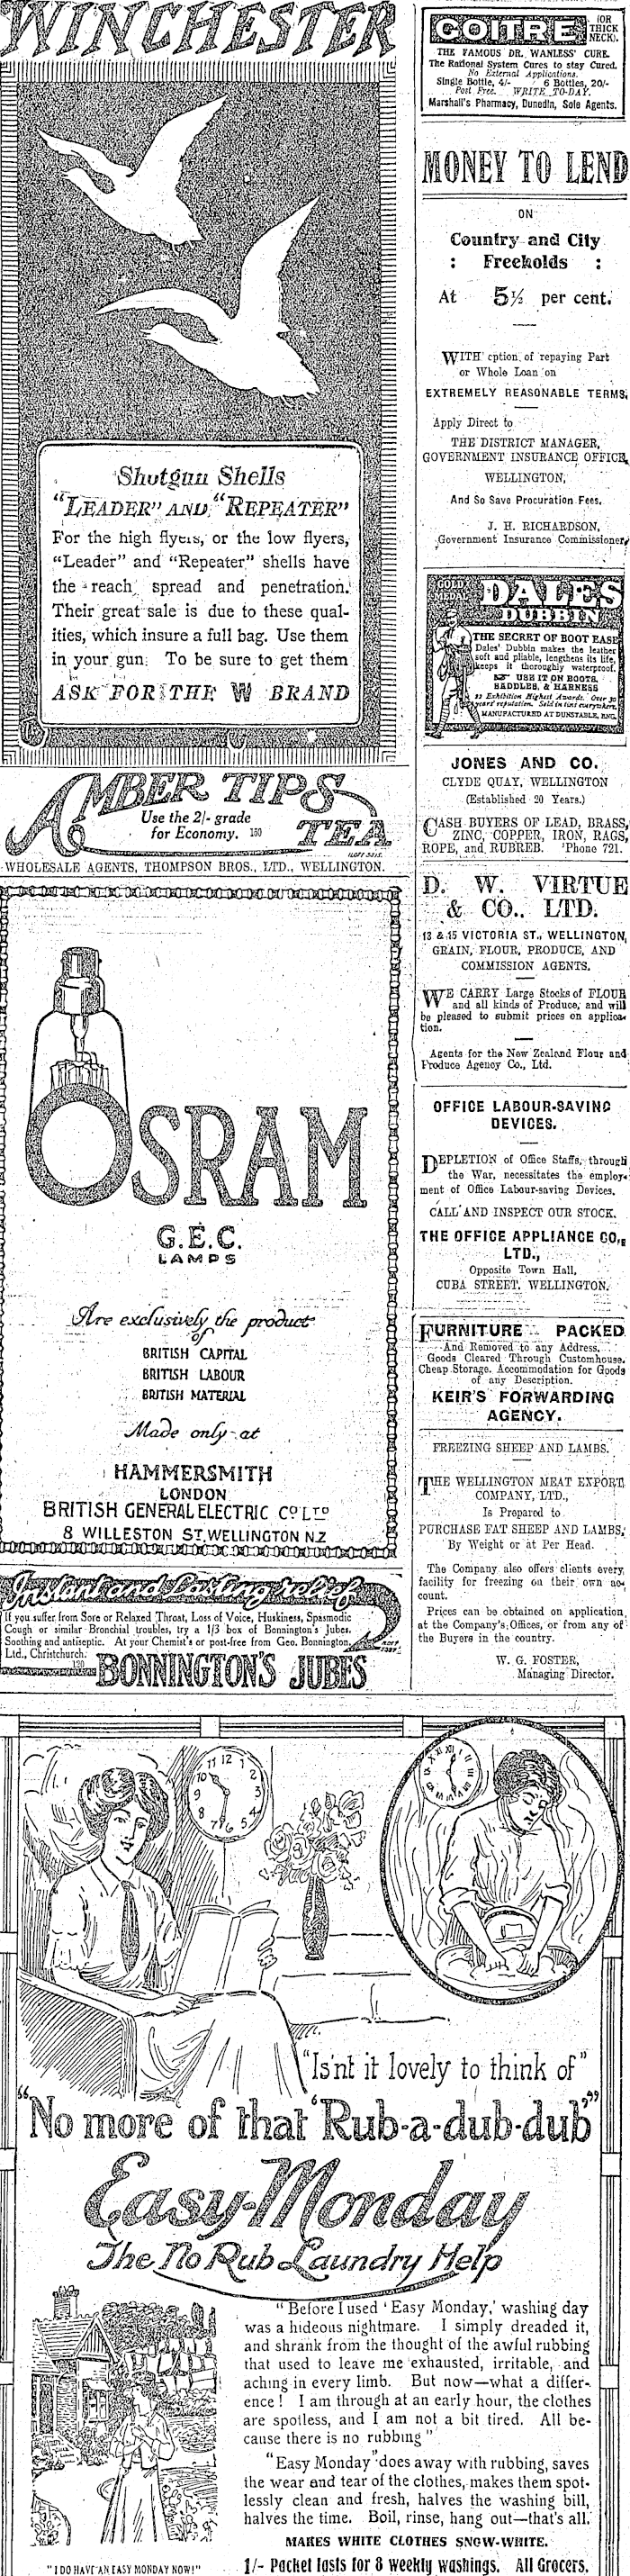 WINCHESTER
Shotgun Shells
"LEADER" AND "REPEATER"
For the high flyers, or the low flyers,
"Leader" and "Repeater" shells have
the reach, spread and penetration.
Their great sale is due to these qual-
ities, which insure a full bag. Use them
in your gun. To be sure to get them
ASK FOR THE W BRAND
AMBER TIPS
TEA
Use the 2/- grade
for Economy. 150
WHOLESALE AGENTS, THOMPSON BROS., LTD., WELLINGTON.
OSRAM
G.E.C.
LAMPS
Are exclusively the product
of
BRITISH CAPITAL
BRITISH LABOUR
BRITISH MATERIAL
Made only at
HAMMERSMITH
LONDON
BRITISH GENERAL ELECTRIC CO LTD
8 WILLESTON ST, WELLINGTON N.Z
Instant and Lasting relief
If you suffer from Sore or Relaxed Throat, Loss of Voice, Huskiness, Spasmodic
Cough or similar Bronchial troubles, try a 1/3 box of Bonnington's Jubes.
Soothing and antiseptic. At your Chemist's or post-free from Geo. Bonnington,
Ltd., Christchurch. 130
BONNINGTON'S JUBES
GOITRE (OR
THICK
NECK).
THE FAMOUS DR. WANLESS' CURE.
The Rational System Cures to stay Cured.
No External Applications.
Single Bottle, 4/- 6 Bottles, 20/-
Post Free. WRITE TO-DAY.
Marshall's Pharmacy, Dunedin, Sole Agents.
MONEY TO LEND
ON
Country and City
: Freeholds :
At 5½ per cent.
WITH option of repaying Part
or Whole Loan on
EXTREMELY REASONABLE TERMS.
Apply Direct to
THE DISTRICT MANAGER,
GOVERNMENT INSURANCE OFFICE,
WELLINGTON,
And So Save Procuration Fees.
J. H. RICHARDSON,
Government Insurance Commissioner,
GOLD
MEDAL
DALES
DUBBIN
THE SECRET OF BOOT EASE
Dales' Dubbin makes the leather
soft and pliable, lengthens its life,
keeps it thoroughly waterproof.
USE IT ON BOOTS,
SADDLES, & HARNESS
Exhibition Highest Awards. Over 50
years' reputation. Sold in tins everywhere.
MANUFACTURED AT DUNSTABLE, ENG.
JONES AND CO.
CLYDE QUAY, WELLINGTON
(Established 20 Years.)
CASH BUYERS OF LEAD, BRASS,
ZINC, COPPER, IRON, RAGS,
ROPE, and RUBREB. 'Phone 721.
D. W. VIRTUE
& CO.. LTD.
13 & 15 VICTORIA ST., WELLINGTON,
GRAIN, FLOUR, PRODUCE, AND
COMMISSION AGENTS.
WE CARRY Large Stocks of FLOUR
and all kinds of Produce, and will
be pleased to submit prices on applica-
tion.
Agents for the New Zealand Flour and
Produce Agency Co., Ltd.
OFFICE LABOUR-SAVING
DEVICES.
DEPLETION of Office Staffs, through
the War, necessitates the employ-
ment of Office Labour-saving Devices.
CALL AND INSPECT OUR STOCK.
THE OFFICE APPLIANCE CO.,
LTD.,
Opposite Town Hall,
CUBA STREET, WELLINGTON.
FURNITURE PACKED
And Removed to any Address.
Goods Cleared Through Customhouse.
Cheap Storage. Accommodation for Goods
of any Description.
KEIR'S FORWARDING
AGENCY.
FREEZING SHEEP AND LAMBS.
THE WELLINGTON MEAT EXPORT
COMPANY, LTD.,
Is Prepared to
PURCHASE FAT SHEEP AND LAMBS,
By Weight or at Per Head.
The Company also offers clients every
facility for freezing on their own ac-
count.
Prices can be obtained on application
at the Company's Offices, or from any of
the Buyers in the country.
W. G. FOSTER,
Managing Director.
"Is'nt it lovely to think of"
"No more of that 'Rub-a-dub-dub'"
Easy-Monday
The No Rub Laundry Help
"Before I used 'Easy Monday,' washing day
was a hideous nightmare. I simply dreaded it,
and shrank from the thought of the awful rubbing
that used to leave me exhausted, irritable, and
aching in every limb. But now—what a differ-
ence! I am through at an early hour, the clothes
are spotless, and I am not a bit tired. All be-
cause there is no rubbing"
"Easy Monday" does away with rubbing, saves
the wear and tear of the clothes, makes them spot-
lessly clean and fresh, halves the washing bill,
halves the time. Boil, rinse, hang out—that's all.
MAKES WHITE CLOTHES SNOW-WHITE.
1/- Packet lasts for 8 weekly washings. All Grocers.
"I DO HAVE AN EASY MONDAY NOW!"